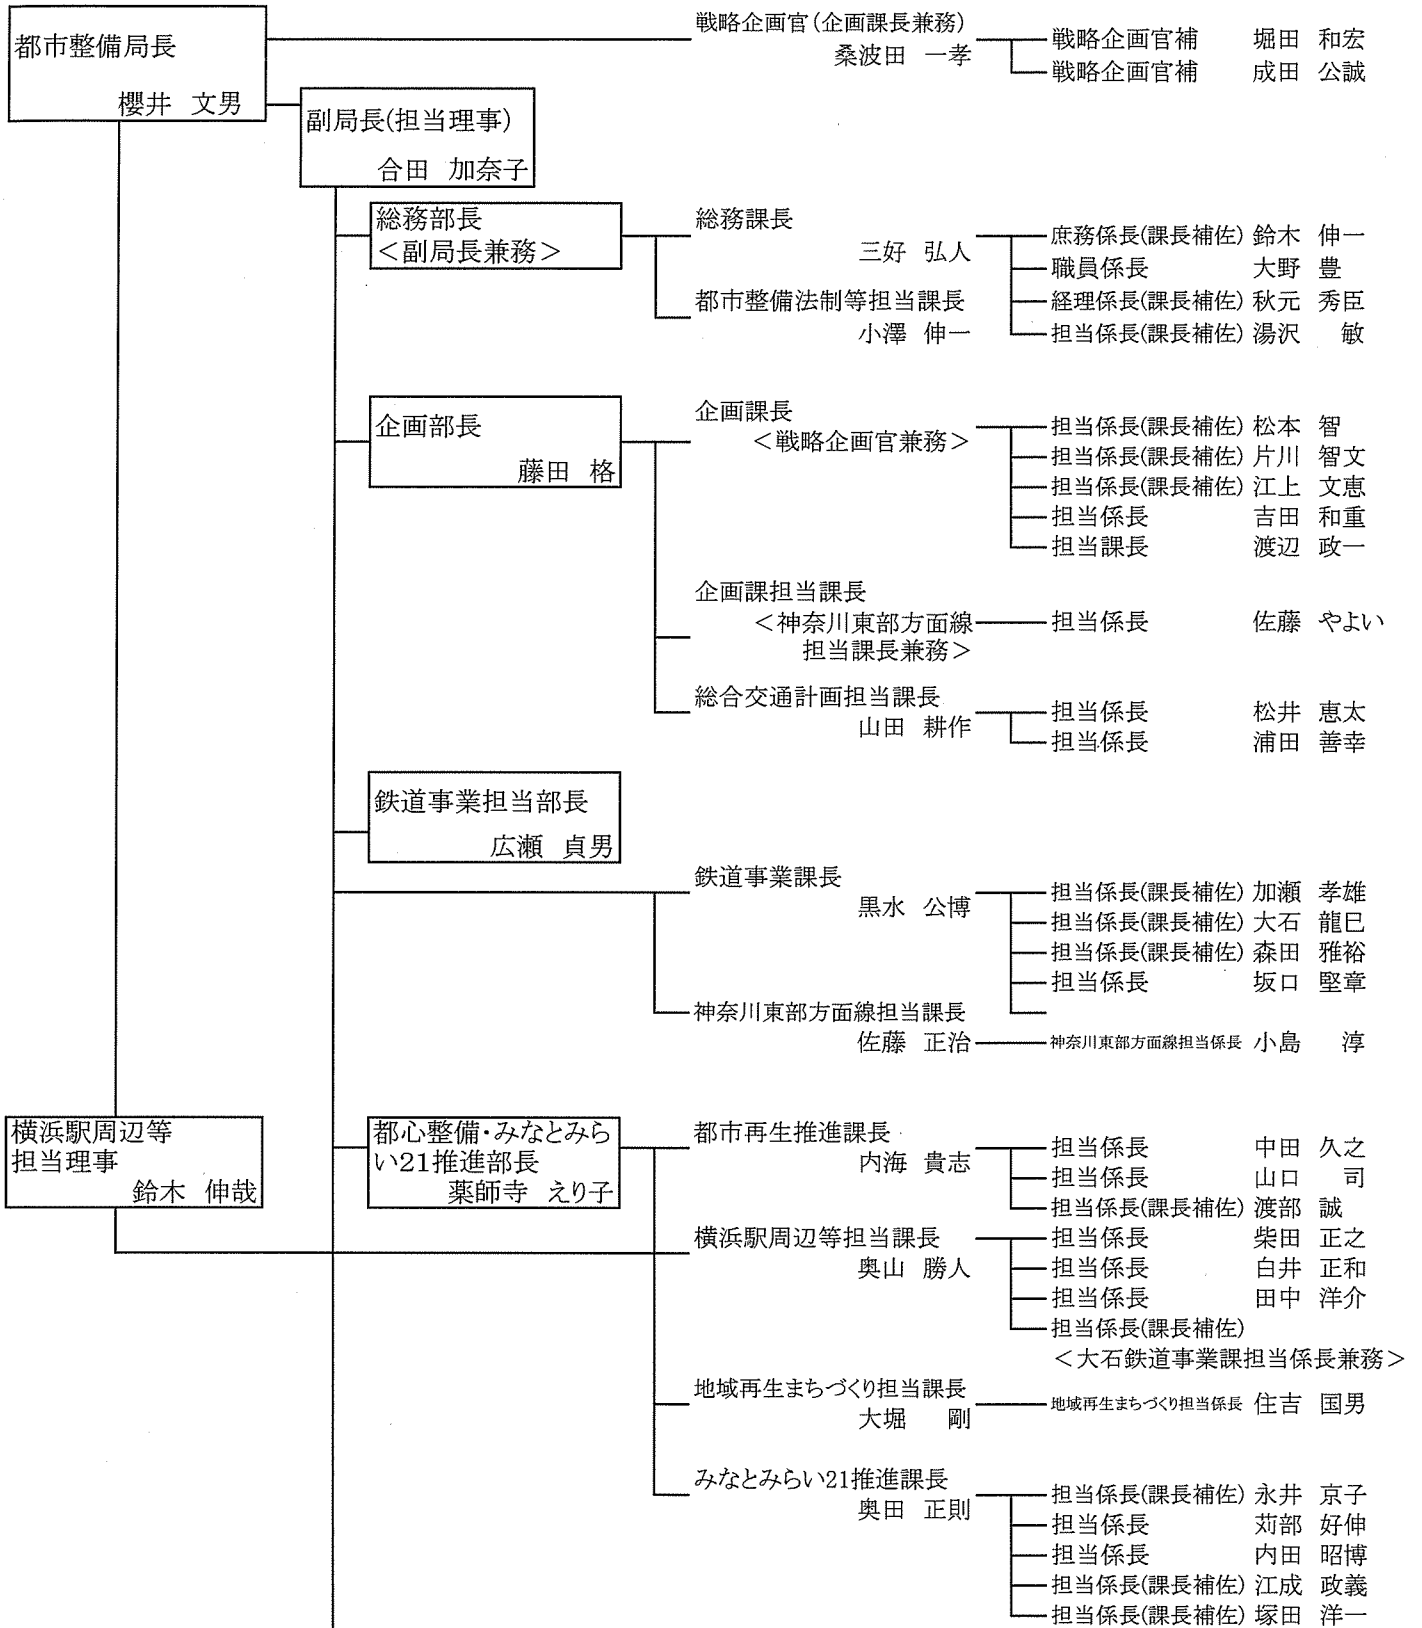 都市整備局長
櫻井 文男
戦略企画官(企画課長兼務)
桑波田 一孝
戦略企画官補 堀田 和宏
戦略企画官補 成田 公誠
副局長(担当理事)
合田 加奈子
総務部長
<副局長兼務>
総務課長
三好 弘人
庶務係長(課長補佐) 鈴木 伸一
職員係長 大野 豊
経理係長(課長補佐) 秋元 秀臣
担当係長(課長補佐) 湯沢 敏
都市整備法制等担当課長
小澤 伸一
企画部長
藤田 格
企画課長
<戦略企画官兼務>
担当係長(課長補佐) 松本 智
担当係長(課長補佐) 片川 智文
担当係長(課長補佐) 江上 文恵
担当係長 吉田 和重
担当課長 渡辺 政一
企画課担当課長
<神奈川東部方面線
担当課長兼務>
担当係長 佐藤 やよい
総合交通計画担当課長
山田 耕作
担当係長 松井 恵太
担当係長 浦田 善幸
鉄道事業担当部長
広瀬 貞男
鉄道事業課長
黒水 公博
担当係長(課長補佐) 加瀬 孝雄
担当係長(課長補佐) 大石 龍巳
担当係長(課長補佐) 森田 雅裕
担当係長 坂口 堅章
神奈川東部方面線担当課長
佐藤 正治
神奈川東部方面線担当係長 小島 淳
横浜駅周辺等
担当理事
鈴木 伸哉
都心整備・みなとみら
い21推進部長
薬師寺 えり子
都市再生推進課長
内海 貴志
担当係長 中田 久之
担当係長 山口 司
担当係長(課長補佐) 渡部 誠
横浜駅周辺等担当課長
奥山 勝人
担当係長 柴田 正之
担当係長 白井 正和
担当係長 田中 洋介
担当係長(課長補佐)
<大石鉄道事業課担当係長兼務>
地域再生まちづくり担当課長
大堀 剛
地域再生まちづくり担当係長 住吉 国男
みなとみらい21推進課長
奥田 正則
担当係長(課長補佐) 永井 京子
担当係長 苅部 好伸
担当係長 内田 昭博
担当係長(課長補佐) 江成 政義
担当係長(課長補佐) 塚田 洋一